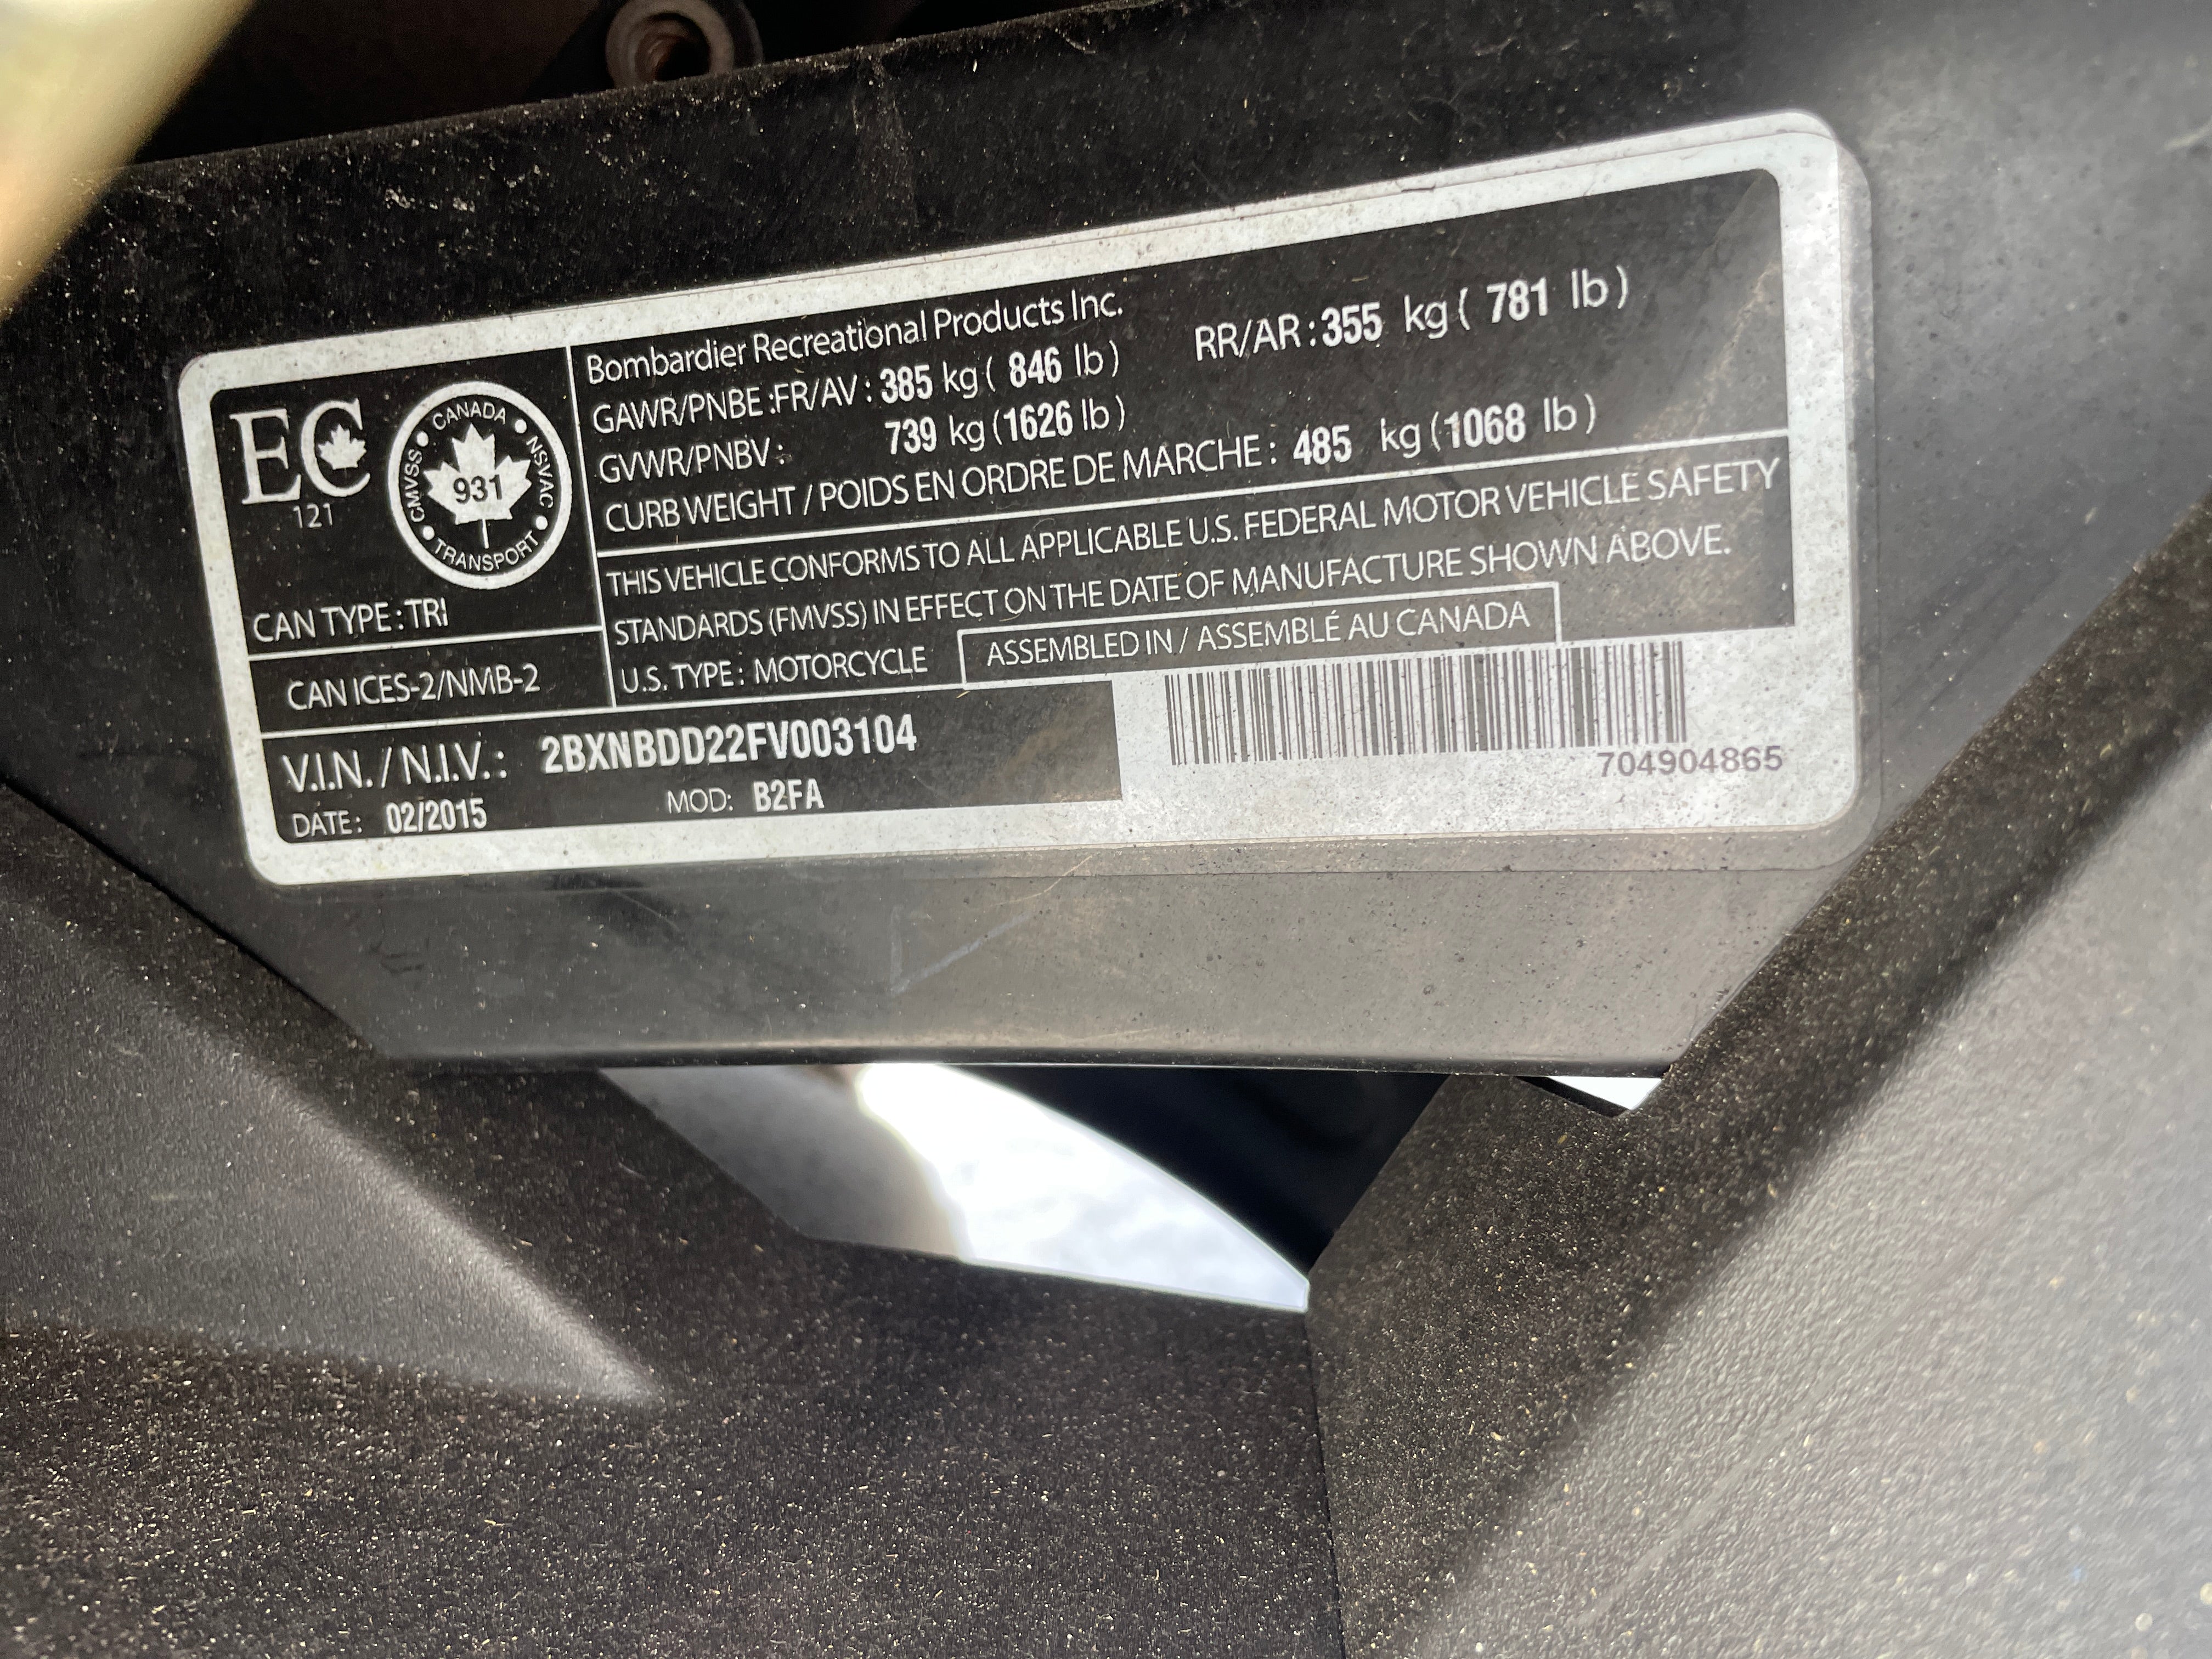 Bombardier Recreational Products Inc.
GAWR/PNBE :FR/AV : 385 kg ( 846 lb ) RR/AR : 355 kg ( 781 lb )
GVWR/PNBV : 739 kg (1626 lb )
CURB WEIGHT / POIDS EN ORDRE DE MARCHE : 485 kg (1068 lb )
EC
121
CANADA
CMVSS • NSVAC
931
TRANSPORT
CAN TYPE : TRI
CAN ICES-2/NMB-2
THIS VEHICLE CONFORMS TO ALL APPLICABLE U.S. FEDERAL MOTOR VEHICLE SAFETY
STANDARDS (FMVSS) IN EFFECT ON THE DATE OF MANUFACTURE SHOWN ABOVE.
U.S. TYPE : MOTORCYCLE
ASSEMBLED IN / ASSEMBLÉ AU CANADA
V.I.N. / N.I.V. : 2BXNBDD22FV003104
DATE : 02/2015 MOD: B2FA
704904865